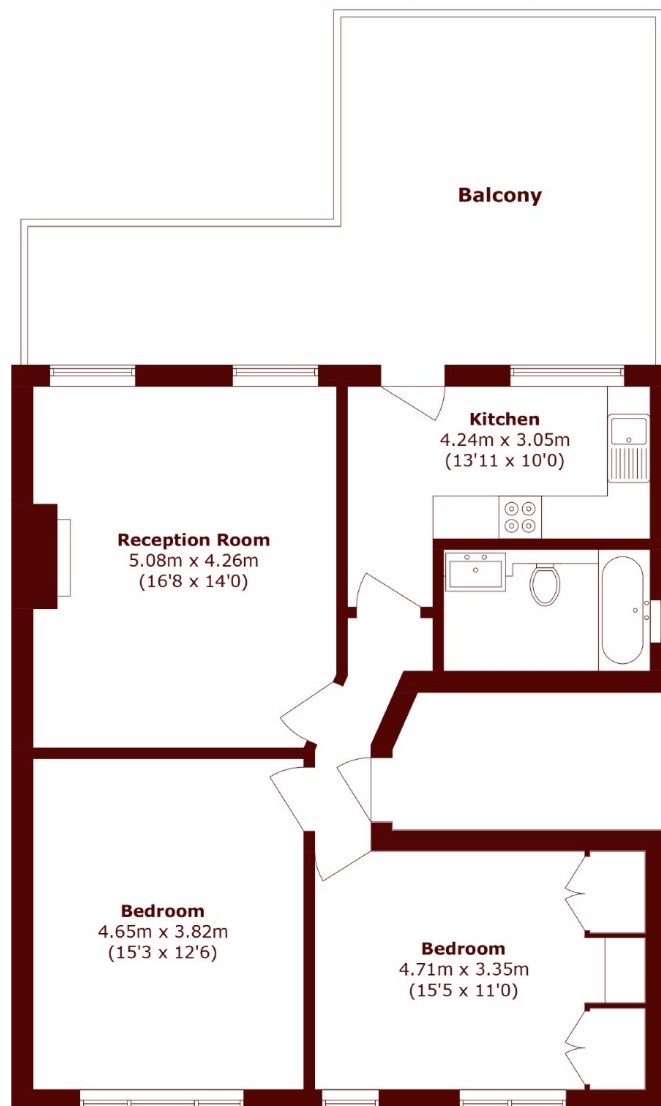 Balcony
Kitchen
4.24m x 3.05m
(13'11 x 10'0)
Reception Room
5.08m x 4.26m
(16'8 x 14'0)
Bedroom
4.65m x 3.82m
(15'3 x 12'6)
Bedroom
4.71m x 3.35m
(15'5 x 11'0)